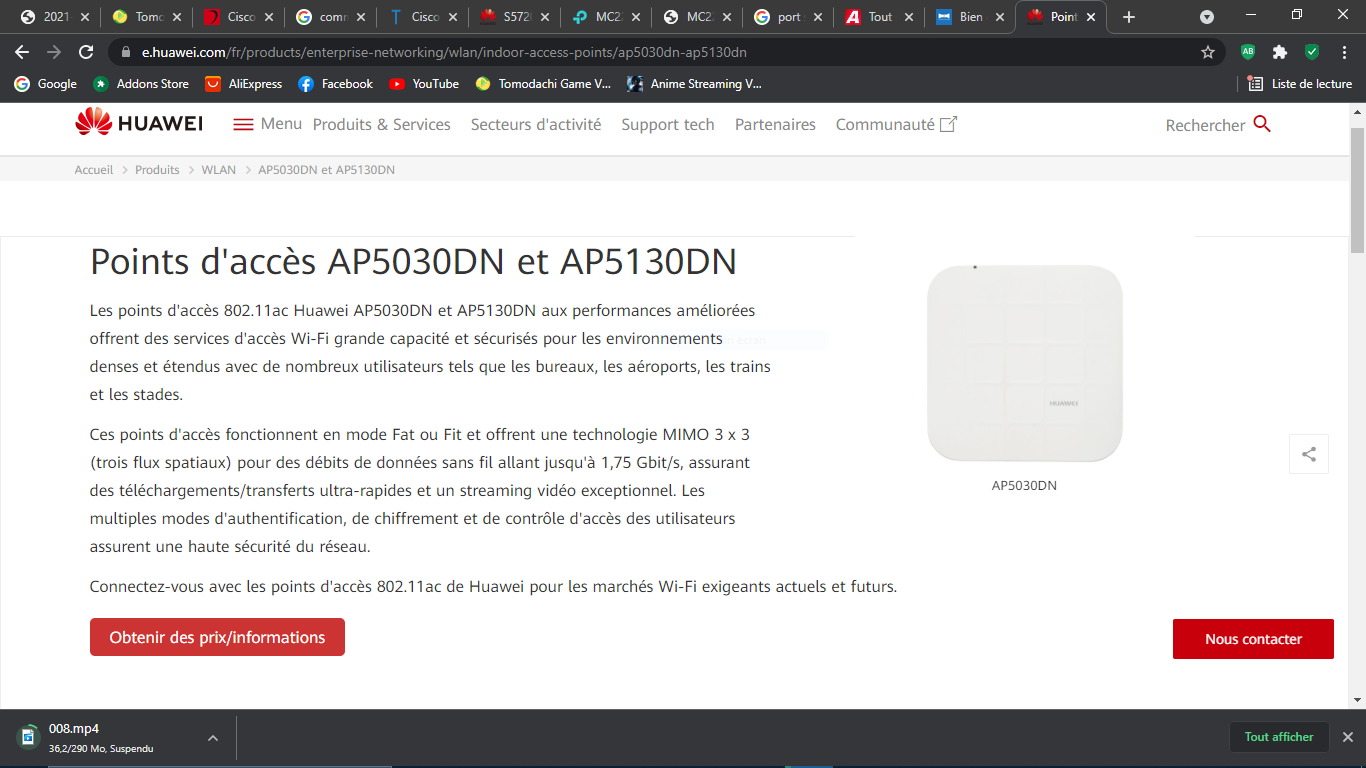 2021
Tomo
Cisco
comm
Cisco
S572
MC2
MC2
port
Tout
Bien
Point
e.huawei.com/fr/products/enterprise-networking/wlan/indoor-access-points/ap5030dn-ap5130dn
Google
Addons Store
AliExpress
Facebook
YouTube
Tomodachi Game V...
Anime Streaming V...
Liste de lecture
HUAWEI
Menu
Produits & Services
Secteurs d'activité
Support tech
Partenaires
Communauté
Rechercher
Accueil > Produits > WLAN > AP5030DN et AP5130DN
Points d'accès AP5030DN et AP5130DN
Les points d'accès 802.11ac Huawei AP5030DN et AP5130DN aux performances améliorées
offrent des services d'accès Wi-Fi grande capacité et sécurisés pour les environnements
denses et étendus avec de nombreux utilisateurs tels que les bureaux, les aéroports, les trains
et les stades.
Ces points d'accès fonctionnent en mode Fat ou Fit et offrent une technologie MIMO 3 x 3
(trois flux spatiaux) pour des débits de données sans fil allant jusqu'à 1,75 Gbit/s, assurant
des téléchargements/transferts ultra-rapides et un streaming vidéo exceptionnel. Les
multiples modes d'authentification, de chiffrement et de contrôle d'accès des utilisateurs
assurent une haute sécurité du réseau.
Connectez-vous avec les points d'accès 802.11ac de Huawei pour les marchés Wi-Fi exigeants actuels et futurs.
HUAWEI
AP5030DN
Obtenir des prix/informations
Nous contacter
008.mp4
36,2/290 Mo, Suspendu
Tout afficher